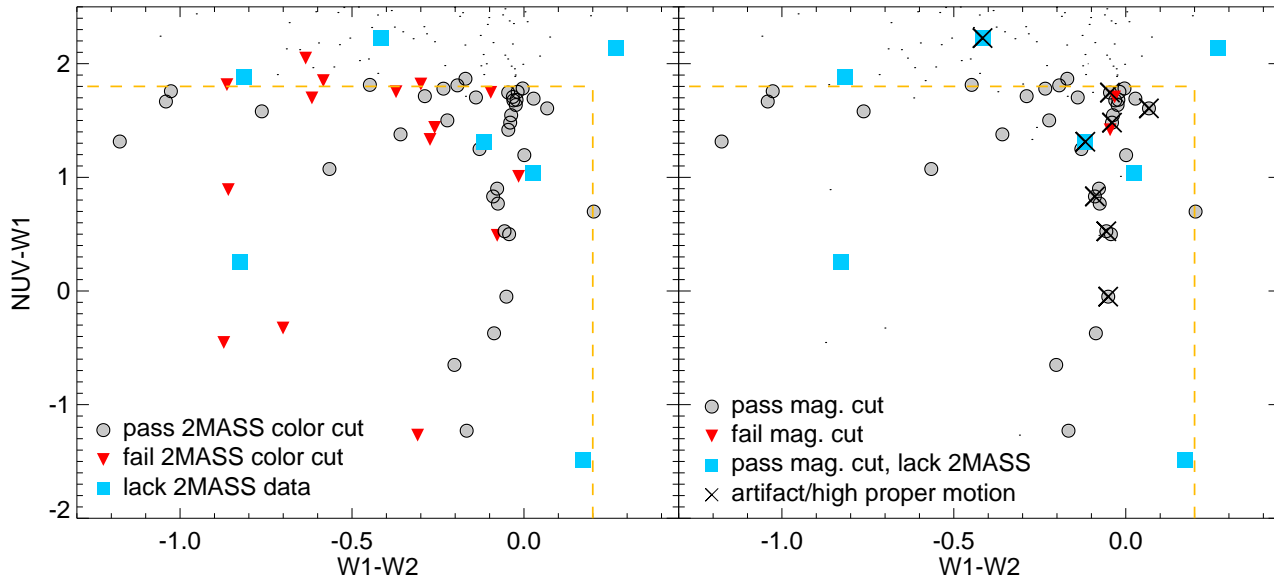 NUV-W1
2
1
0
-1
-2
pass 2MASS color cut
fail 2MASS color cut
lack 2MASS data
pass mag. cut
fail mag. cut
pass mag. cut, lack 2MASS
artifact/high proper motion
-1.0 -0.5 0.0
-1.0 -0.5 0.0
W1-W2
W1-W2